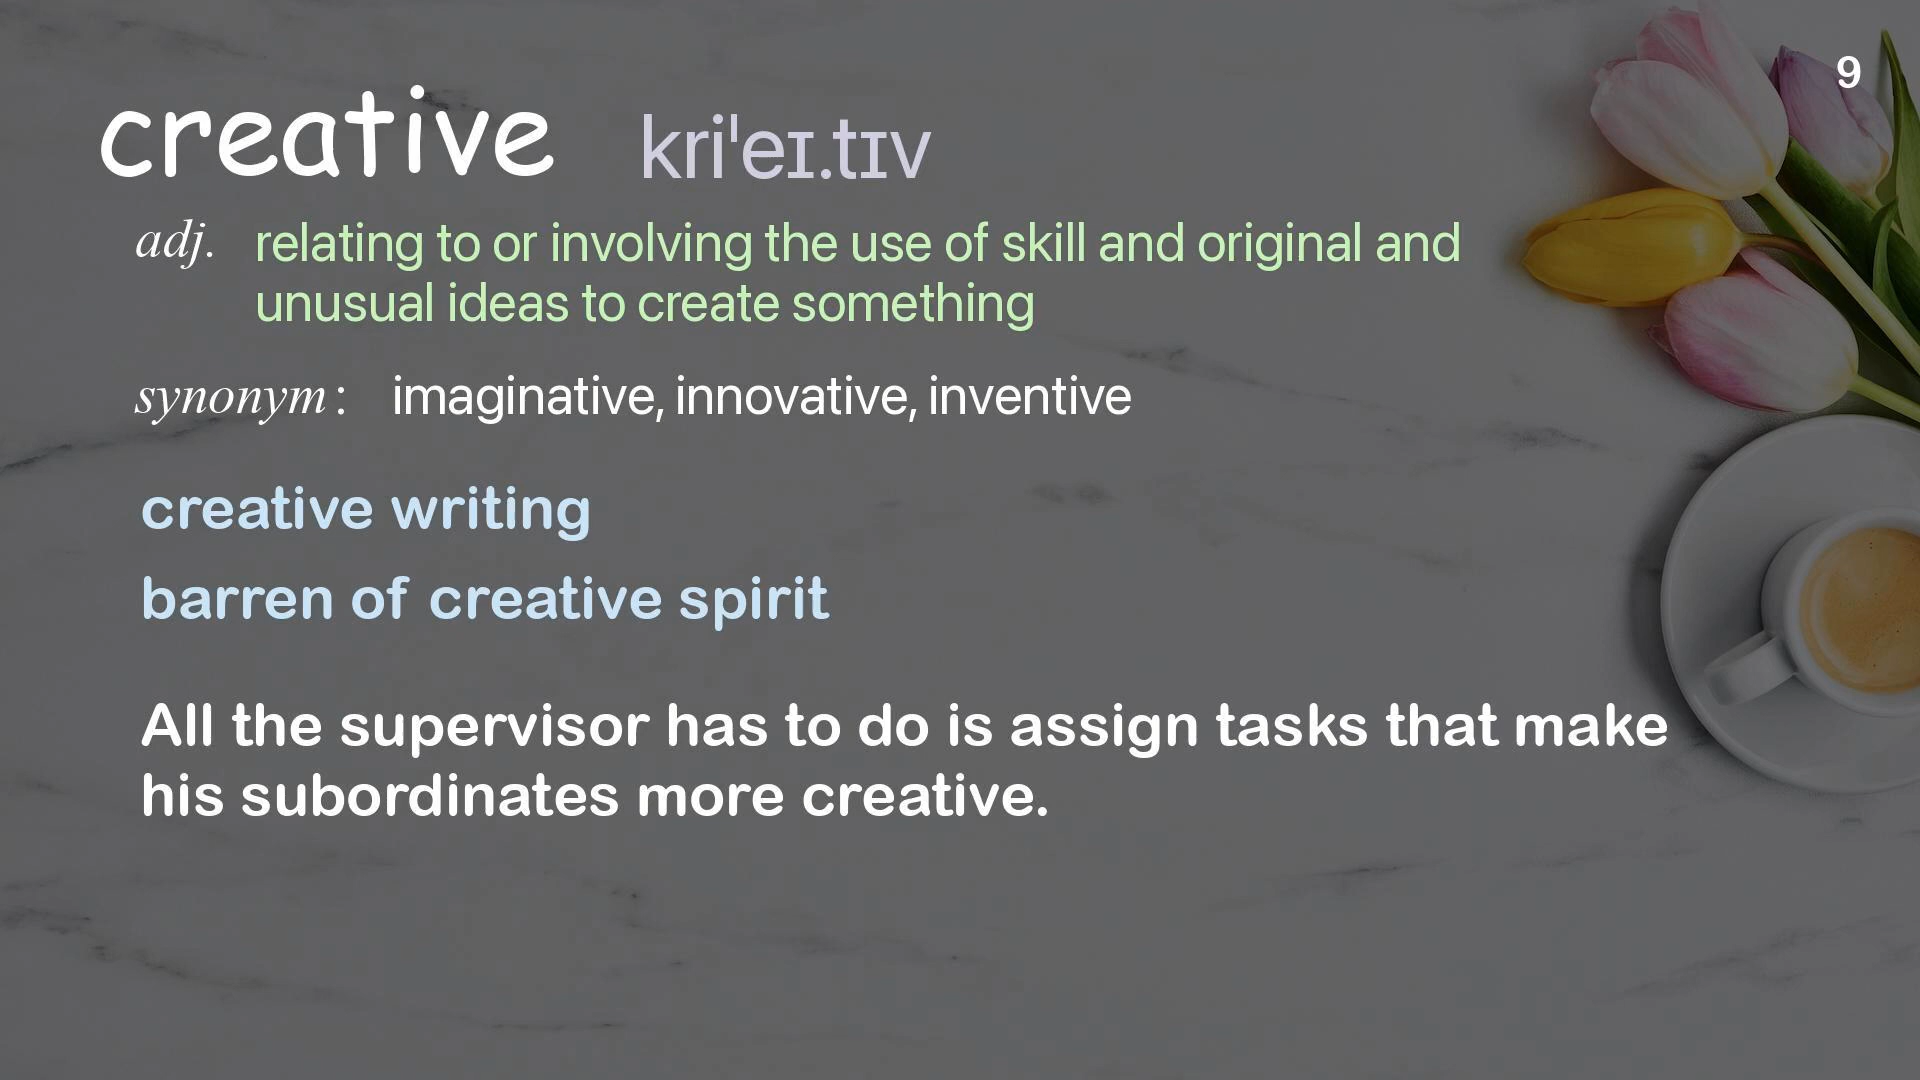 9
creative kri'eɪ.tɪv
adj. relating to or involving the use of skill and original and
unusual ideas to create something
synonym : imaginative, innovative, inventive
creative writing
barren of creative spirit
All the supervisor has to do is assign tasks that make
his subordinates more creative.